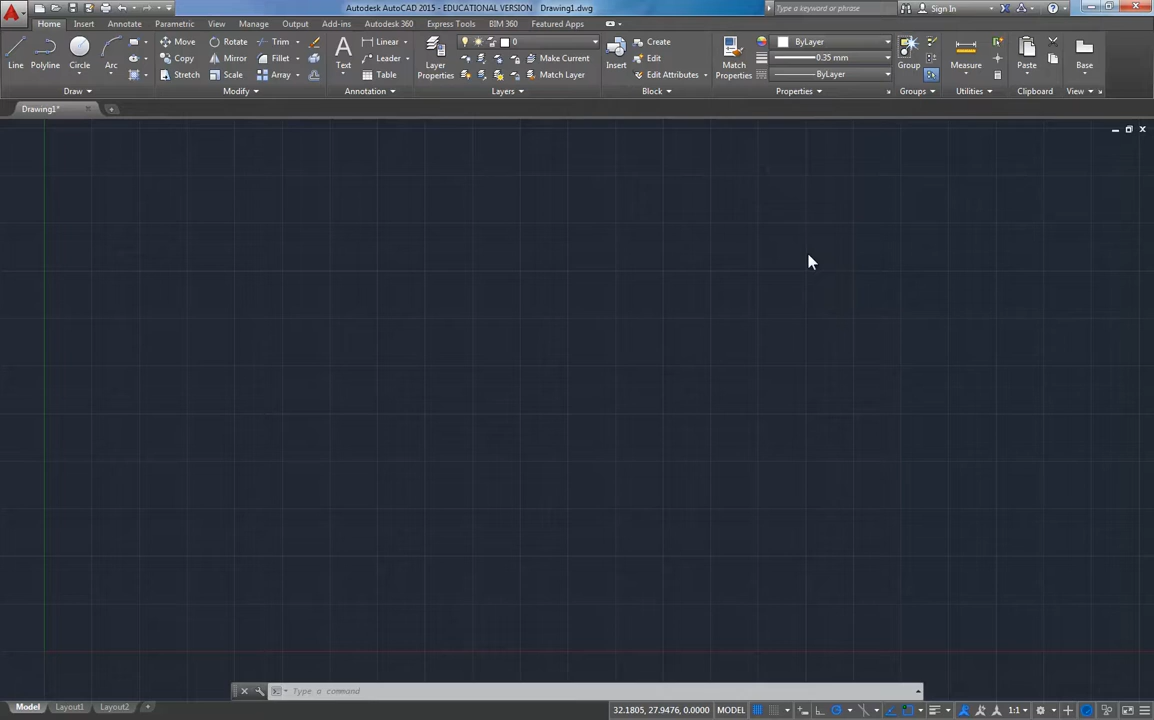 Autodesk AutoCAD 2015 - EDUCATIONAL VERSION Drawing1.dwg
Type a keyword or phrase
Sign In
Home Insert Annotate Parametric View Manage Output Add-ins Autodesk 360 Express Tools BIM 360 Featured Apps
Line Polyline Circle Arc
Move Rotate Trim
Copy Mirror Fillet
Stretch Scale Array
Text
Linear
Leader
Table
Layer Properties
0
Make Current
Match Layer
Insert
Create
Edit
Edit Attributes
Match Properties
ByLayer
0.35 mm
ByLayer
Group
Measure
Paste
Base
Draw Modify Annotation Layers Block Properties Groups Utilities Clipboard View
Drawing1*
Type a command
Model Layout1 Layout2
32.1805, 27.9476, 0.0000 MODEL
1:1